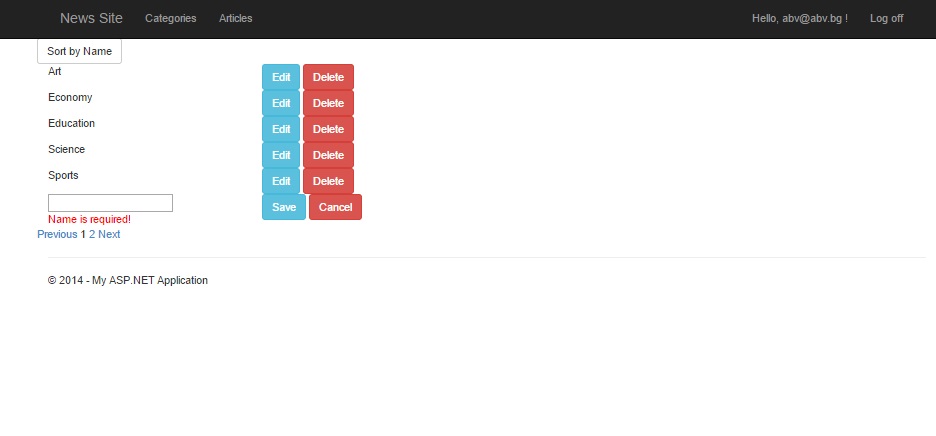 News Site Categories Articles Hello, abv@abv.bg ! Log off
Sort by Name
Art Edit Delete
Economy Edit Delete
Education Edit Delete
Science Edit Delete
Sports Edit Delete
Save Cancel
Name is required!
Previous 1 2 Next
© 2014 - My ASP.NET Application